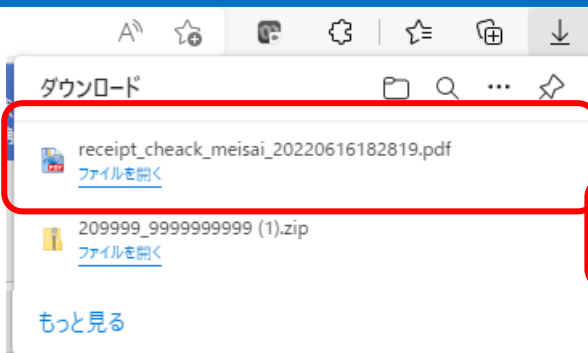 ダウンロード
receipt_cheack_meisai_20220616182819.pdf
ファイルを開く
209999_9999999999 (1).zip
ファイルを開く
もっと見る